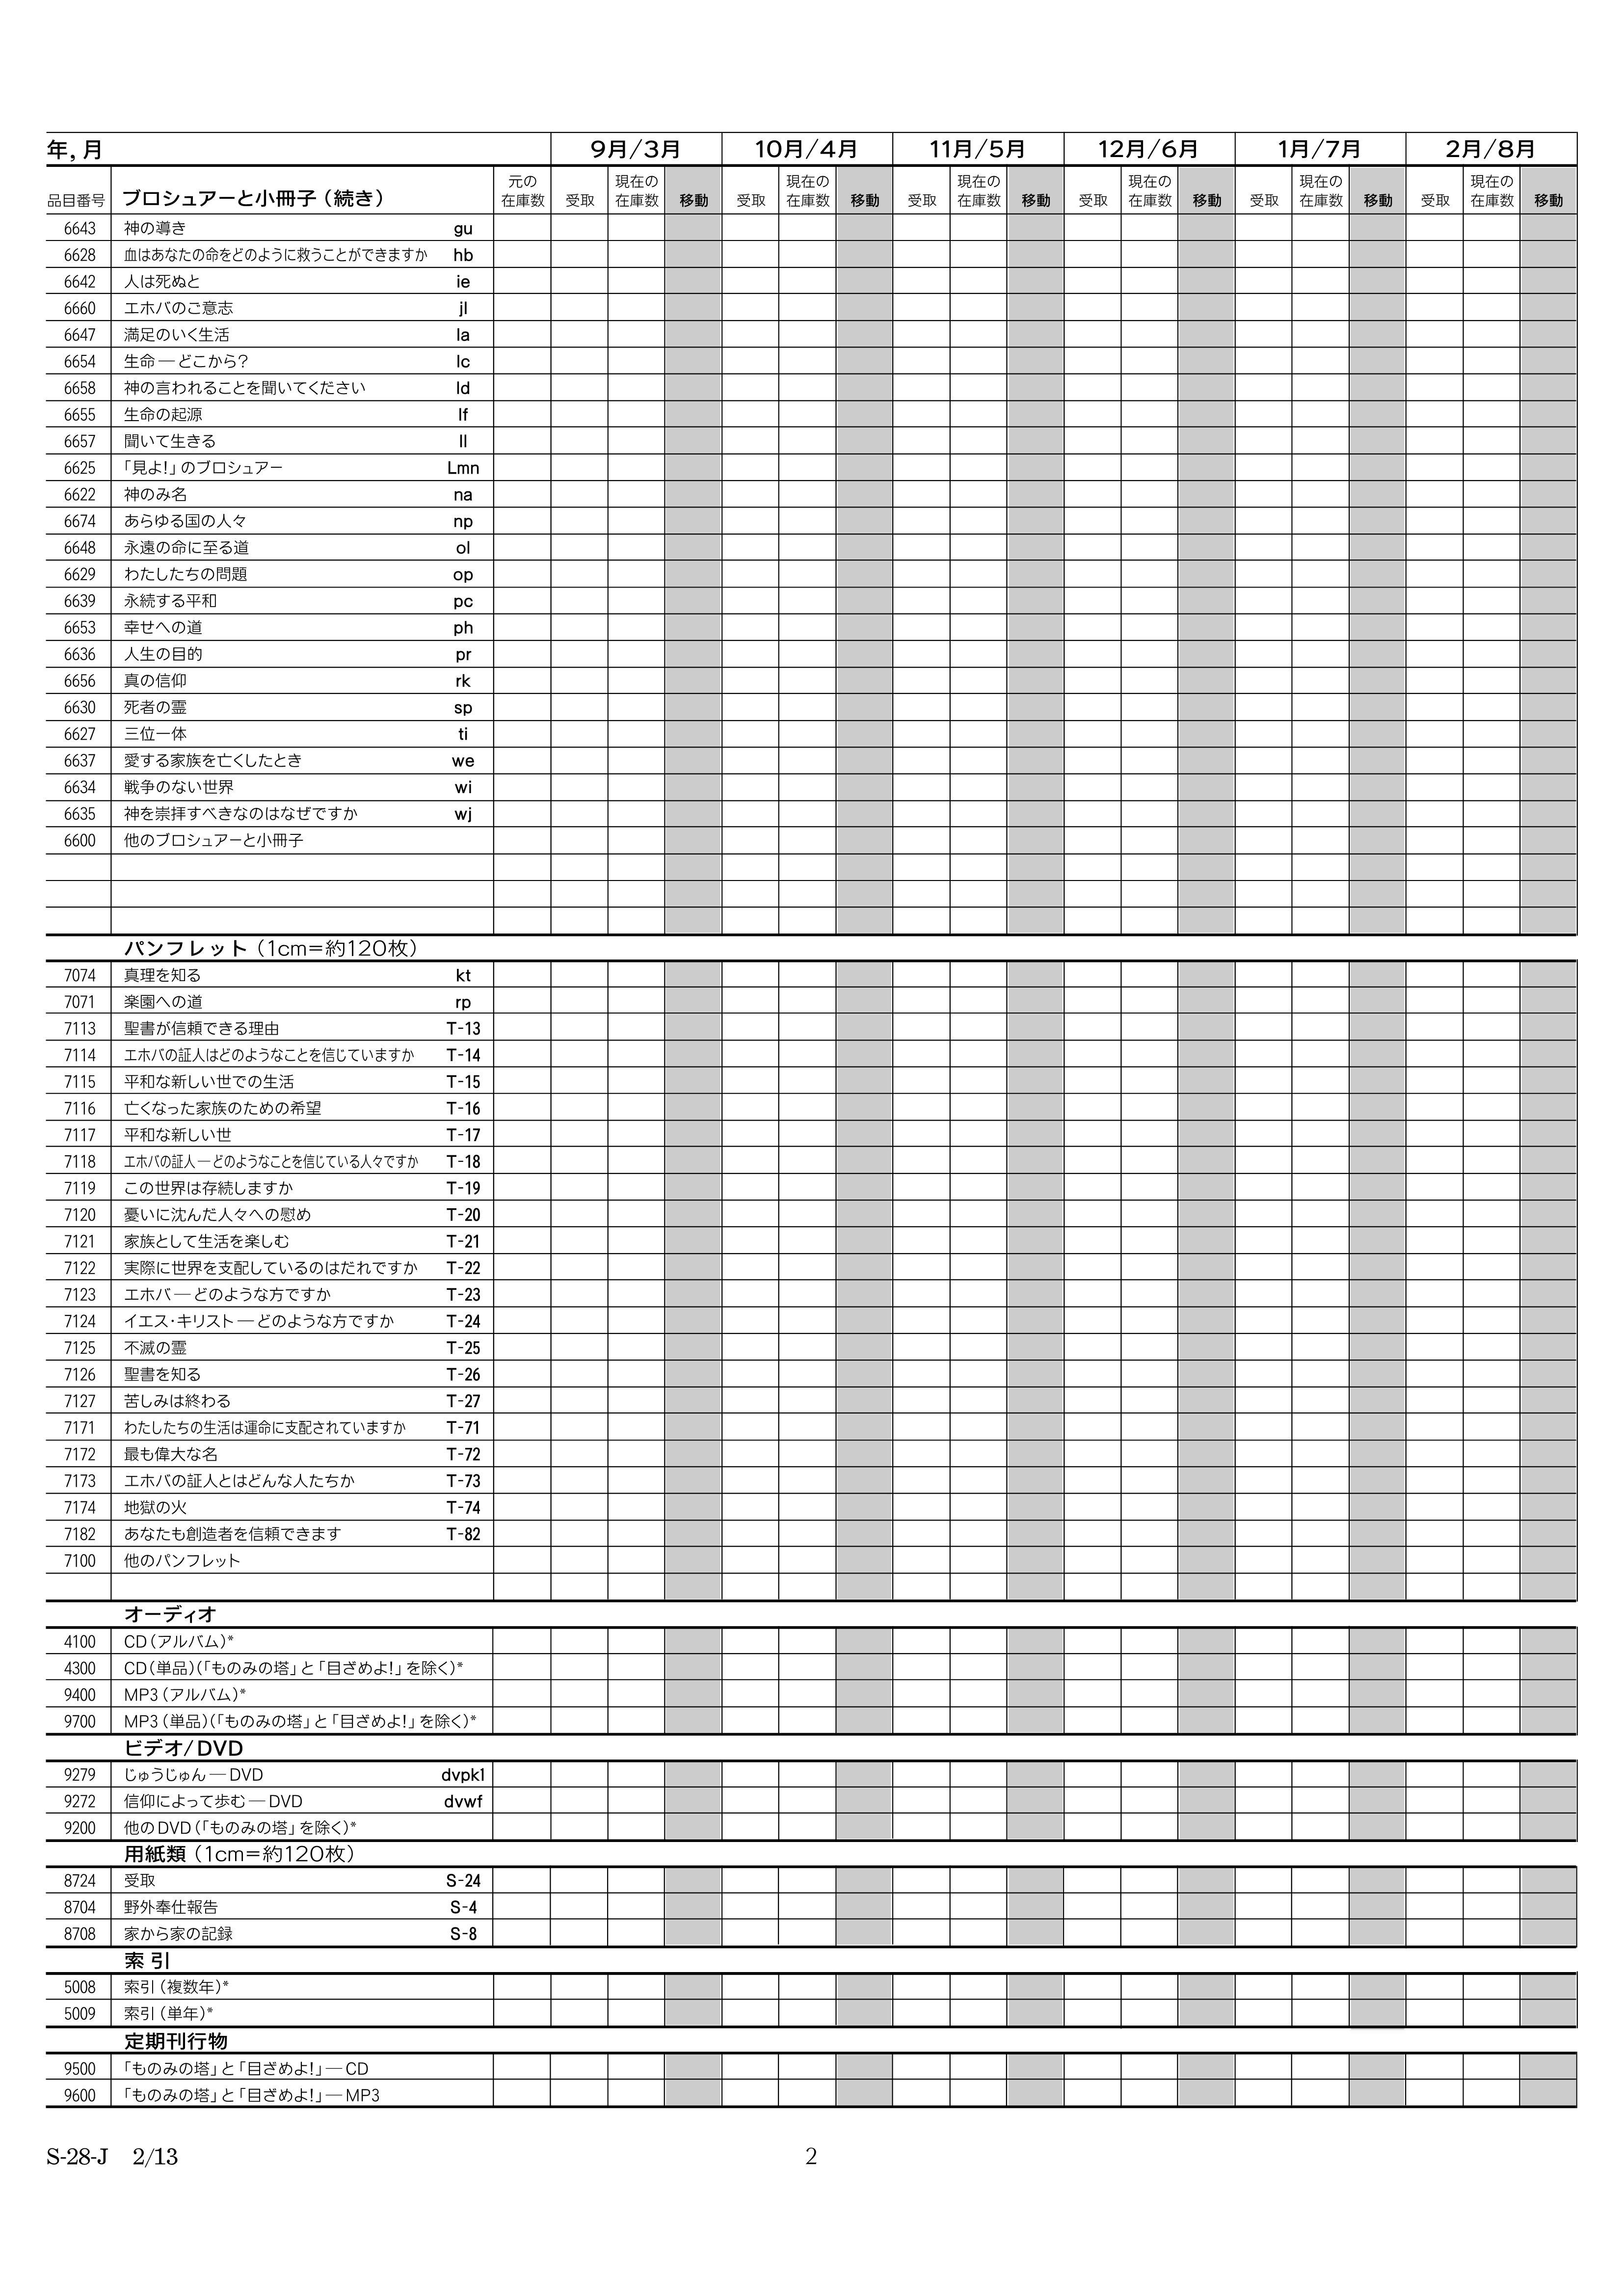 年, 月 9月/3月 10月/4月 11月/5月 12月/6月 1月/7月 2月/8月
品目番号 ブロシュアーと小冊子（続き） 元の在庫数 受取 現在の在庫数 移動 受取 現在の在庫数 移動 受取 現在の在庫数 移動 受取 現在の在庫数 移動 受取 現在の在庫数 移動 受取 現在の在庫数 移動
6643 神の導き gu
6628 血はあなたの命をどのように救うことができますか hb
6642 人は死ぬと ie
6660 エホバのご意志 jl
6647 満足のいく生活 la
6654 生命 ― どこから？ lc
6658 神の言われることを聞いてください ld
6655 生命の起源 lf
6657 聞いて生きる ll
6625 「見よ!」のブロシュアー Lmn
6622 神のみ名 na
6674 あらゆる国の人々 np
6648 永遠の命に至る道 ol
6629 わたしたちの問題 op
6639 永続する平和 pc
6653 幸せへの道 ph
6636 人生の目的 pr
6656 真の信仰 rk
6630 死者の霊 sp
6627 三位一体 ti
6637 愛する家族を亡くしたとき we
6634 戦争のない世界 wi
6635 神を崇拝すべきなのはなぜですか wj
6600 他のブロシュアーと小冊子
パンフレット（1cm=約120枚）
7074 真理を知る kt
7071 楽園への道 rp
7113 聖書が信頼できる理由 T-13
7114 エホバの証人はどのようなことを信じていますか T-14
7115 平和な新しい世での生活 T-15
7116 亡くなった家族のための希望 T-16
7117 平和な新しい世 T-17
7118 エホバの証人 ― どのようなことを信じている人々ですか T-18
7119 この世界は存続しますか T-19
7120 憂いに沈んだ人々への慰め T-20
7121 家族として生活を楽しむ T-21
7122 実際に世界を支配しているのはだれですか T-22
7123 エホバ ― どのような方ですか T-23
7124 イエス・キリスト ― どのような方ですか T-24
7125 不滅の霊 T-25
7126 聖書を知る T-26
7127 苦しみは終わる T-27
7171 わたしたちの生活は運命に支配されていますか T-71
7172 最も偉大な名 T-72
7173 エホバの証人とはどんな人たちか T-73
7174 地獄の火 T-74
7182 あなたも創造者を信頼できます T-82
7100 他のパンフレット
オーディオ
4100 CD（アルバム）*
4300 CD（単品）（「ものみの塔」と「目ざめよ!」を除く）*
9400 MP3（アルバム）*
9700 MP3（単品）（「ものみの塔」と「目ざめよ!」を除く）*
ビデオ/DVD
9279 じゅうじゅん ― DVD dvpk1
9272 信仰によって歩む ― DVD dvwf
9200 他のDVD（「ものみの塔」を除く）*
用紙類（1cm=約120枚）
8724 受取 S-24
8704 野外奉仕報告 S-4
8708 家から家の記録 S-8
索 引
5008 索引（複数年）*
5009 索引（単年）*
定期刊行物
9500 「ものみの塔」と「目ざめよ!」― CD
9600 「ものみの塔」と「目ざめよ!」― MP3
S-28-J 2/13 2